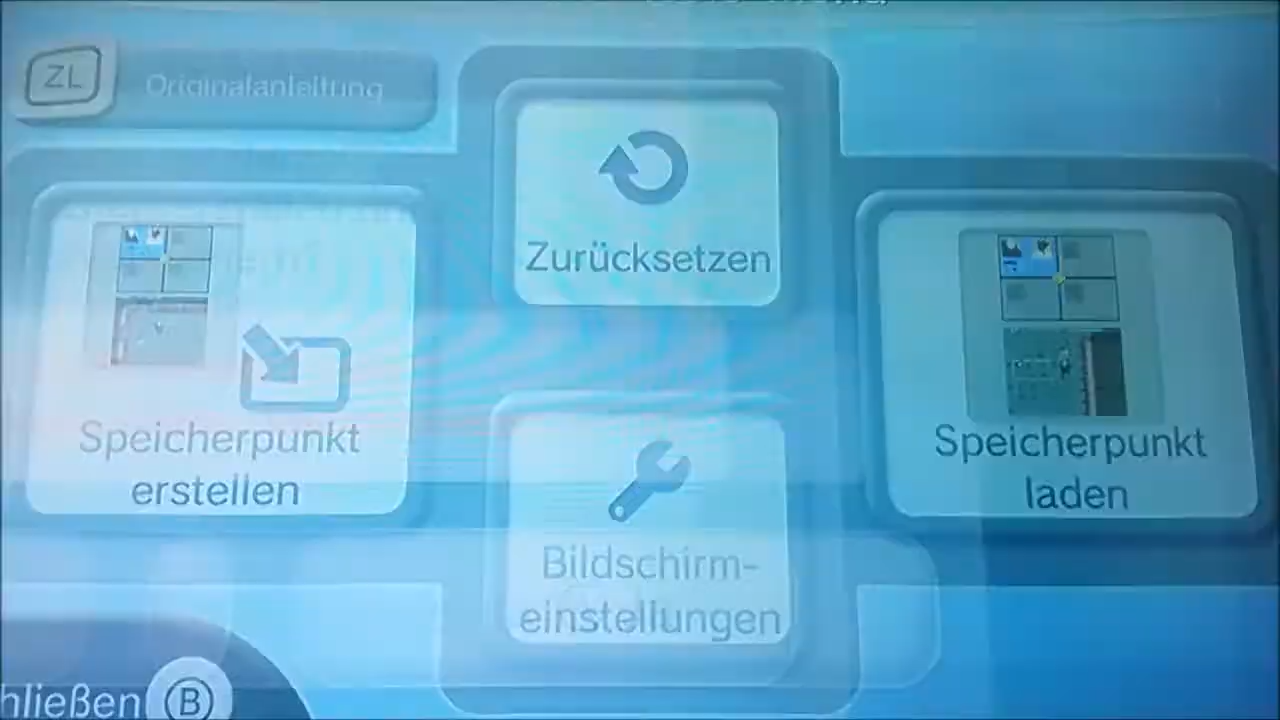 ZL
Originalanleitung
Zurücksetzen
Speicherpunkt
erstellen
Speicherpunkt
laden
Bildschirm-
einstellungen
hließen B